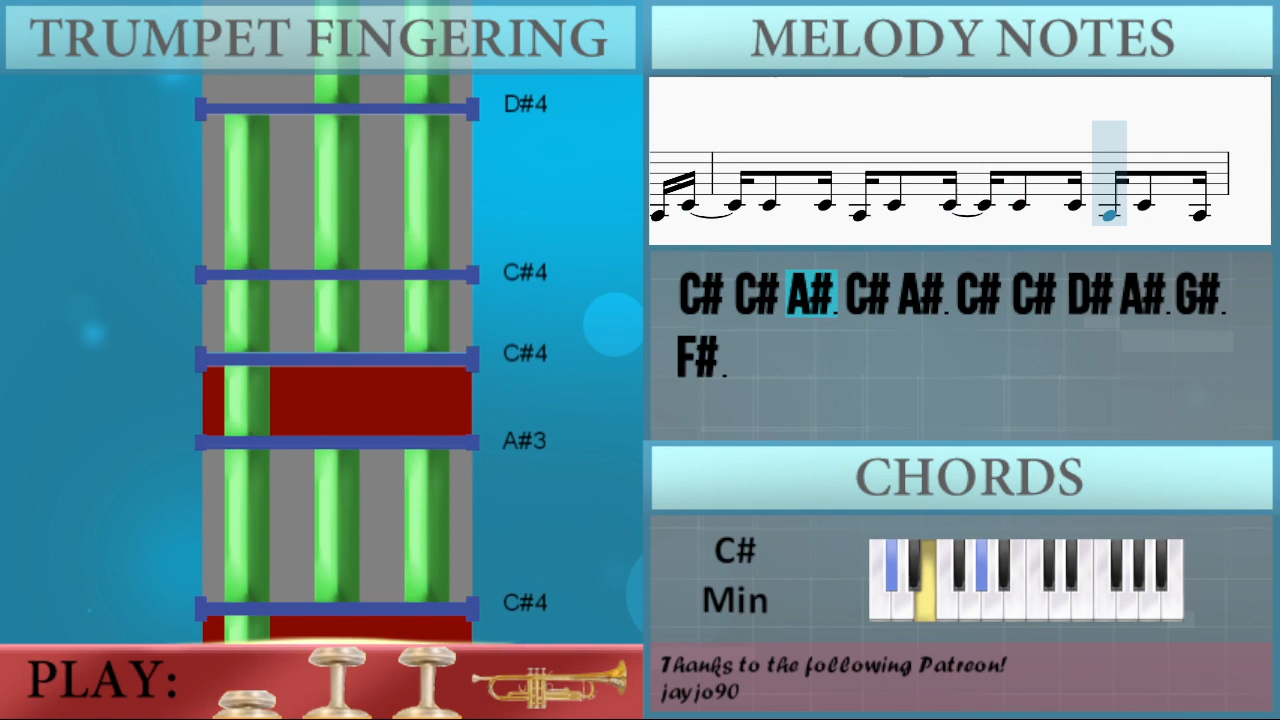 TRUMPET FINGERING
D#4
C#4
C#4
A#3
C#4
PLAY:
MELODY NOTES
C# C# A#. C# A#. C# C# D# A#. G#.
F#.
CHORDS
C#
Min
Thanks to the following Patreon!
jayjo90